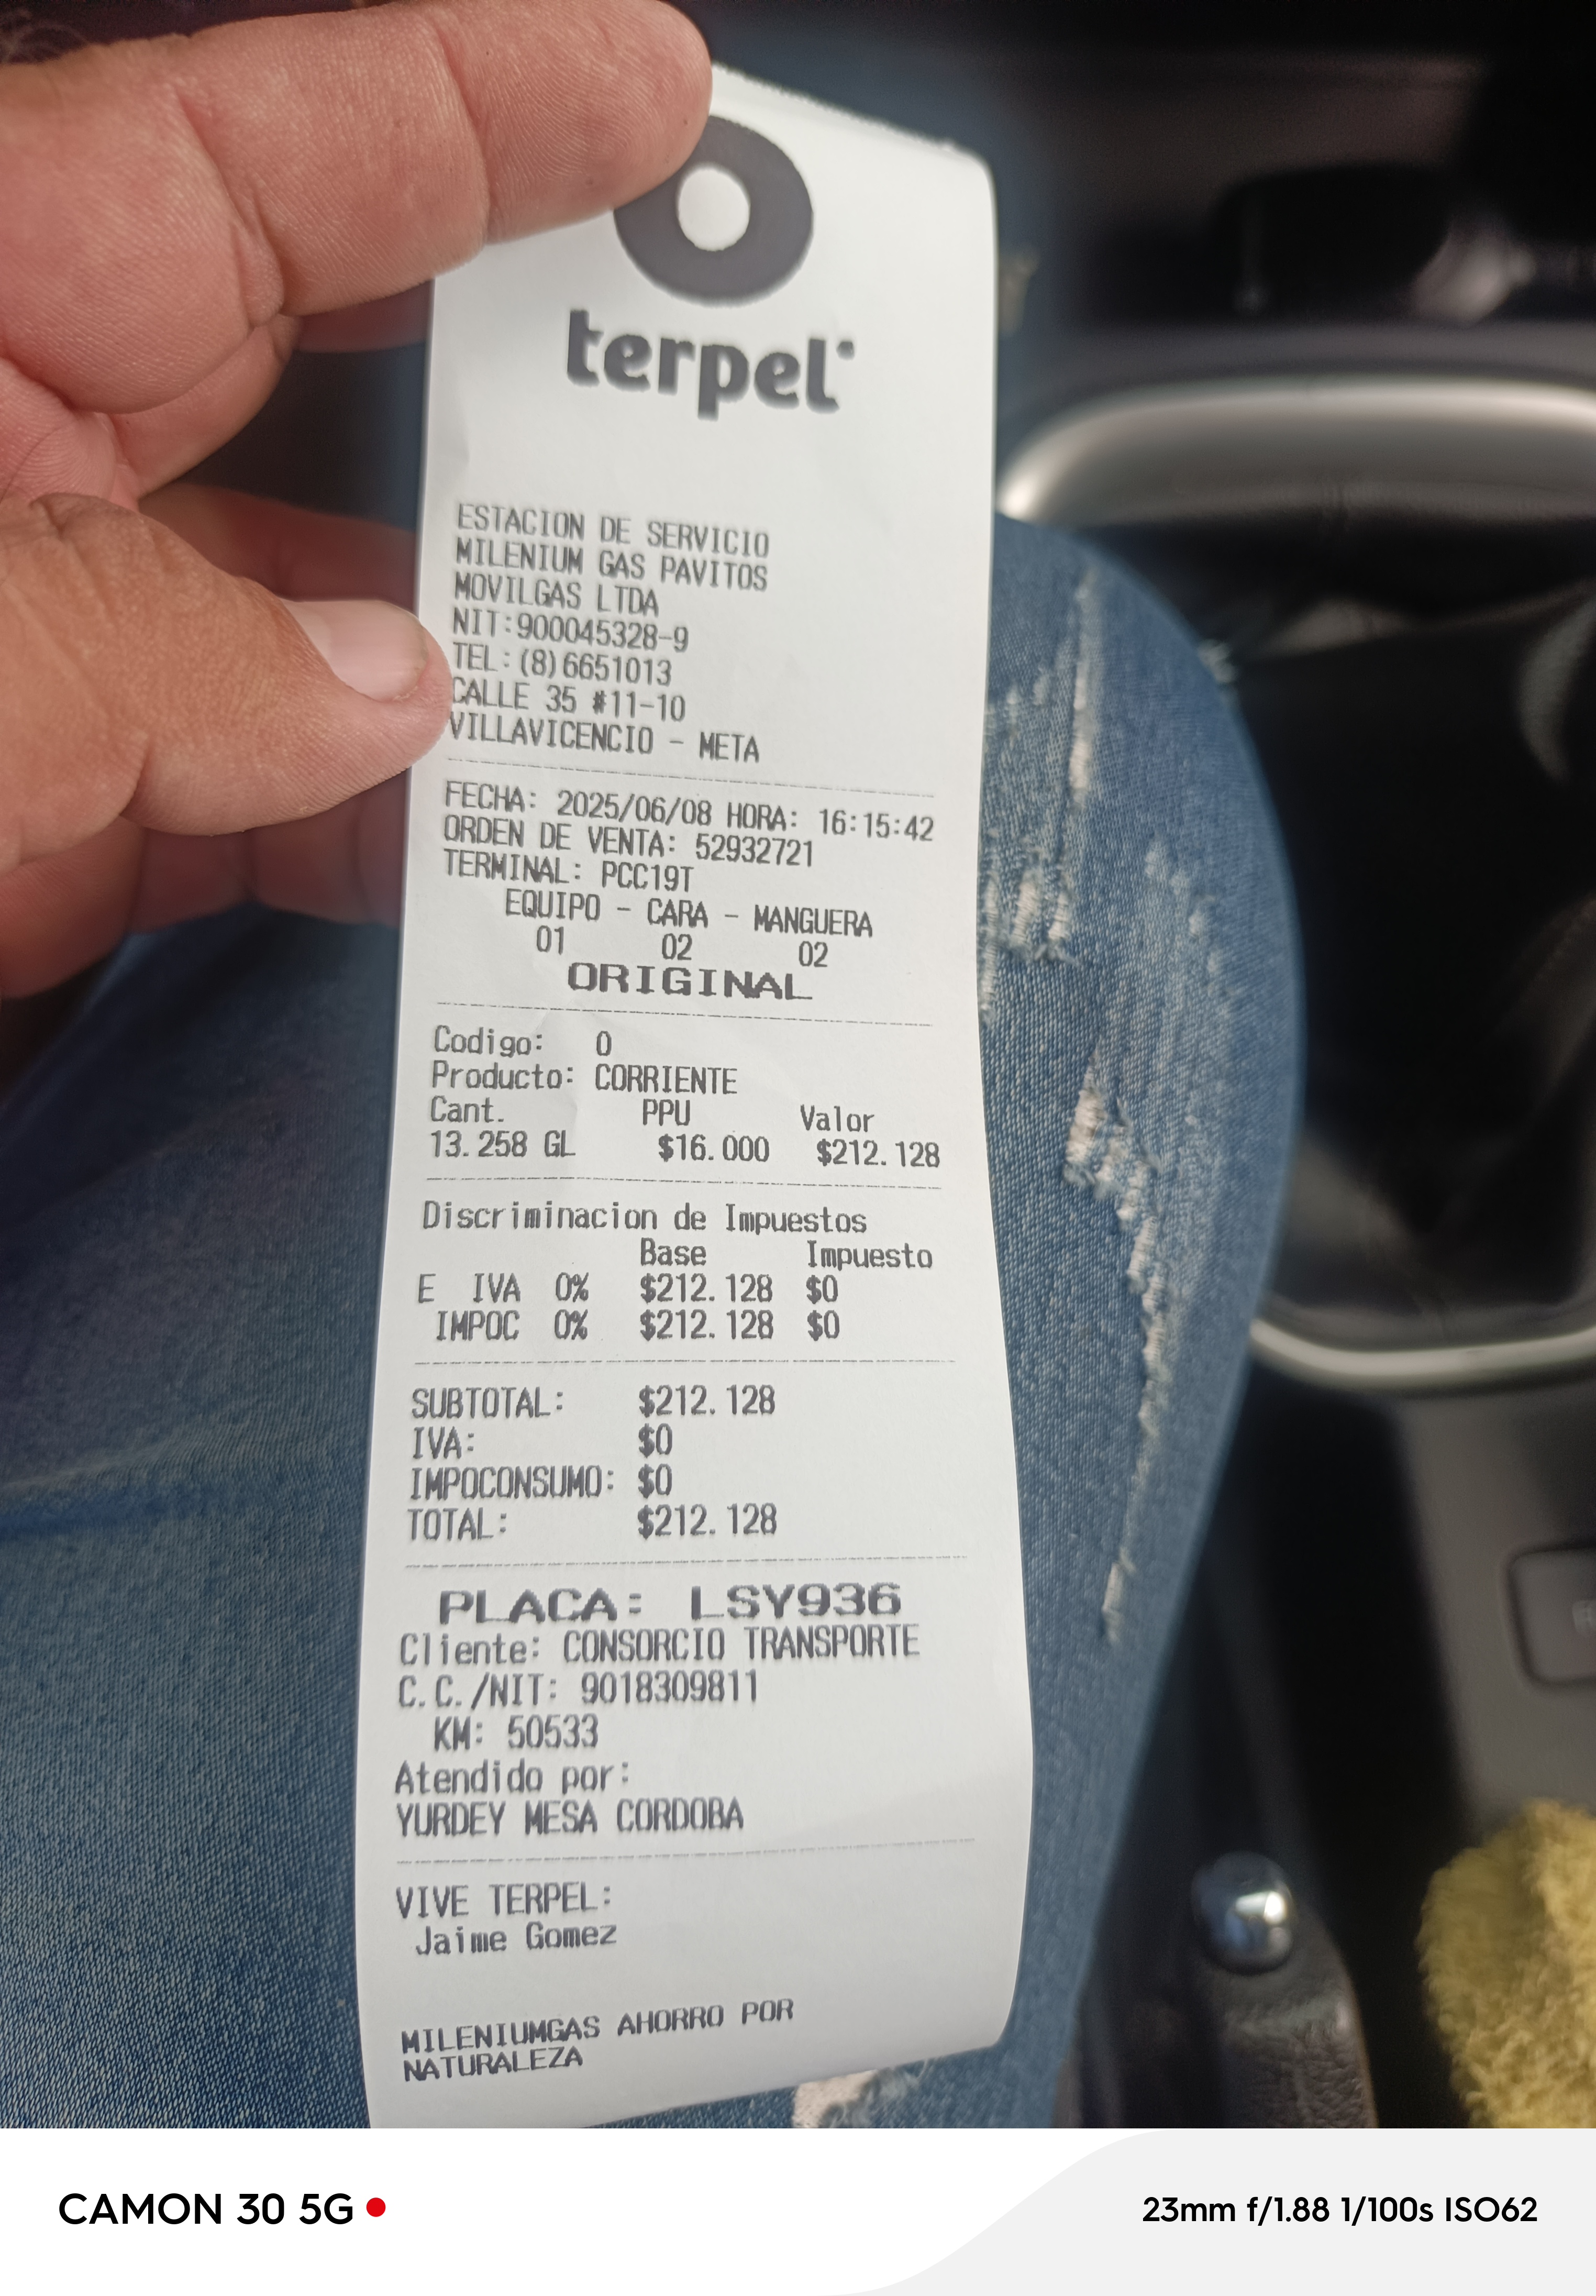 terpel
ESTACION DE SERVICIO
MILENIUM GAS PAVITOS
MOVILGAS LTDA
NIT:900045328-9
TEL:(8)6651013
CALLE 35 #11-10
VILLAVICENCIO - META
FECHA: 2025/06/08 HORA: 16:15:42
ORDEN DE VENTA: 52932721
TERMINAL: PCC19T
EQUIPO - CARA - MANGUERA
01 02 02
ORIGINAL
Codigo: 0
Producto: CORRIENTE
Cant. PPU Valor
13.258 GL $16.000 $212.128
Discriminacion de Impuestos
Base Impuesto
E IVA 0% $212.128 $0
IMPOC 0% $212.128 $0
SUBTOTAL: $212.128
IVA: $0
IMPOCONSUMO: $0
TOTAL: $212.128
PLACA: LSY936
Cliente: CONSORCIO TRANSPORTE
C.C./NIT: 9018309811
KM: 50533
Atendido por:
YURDEY MESA CORDOBA
VIVE TERPEL:
Jaime Gomez
MILENIUMGAS AHORRO POR
NATURALEZA
CAMON 30 5G
23mm f/1.88 1/100s ISO62